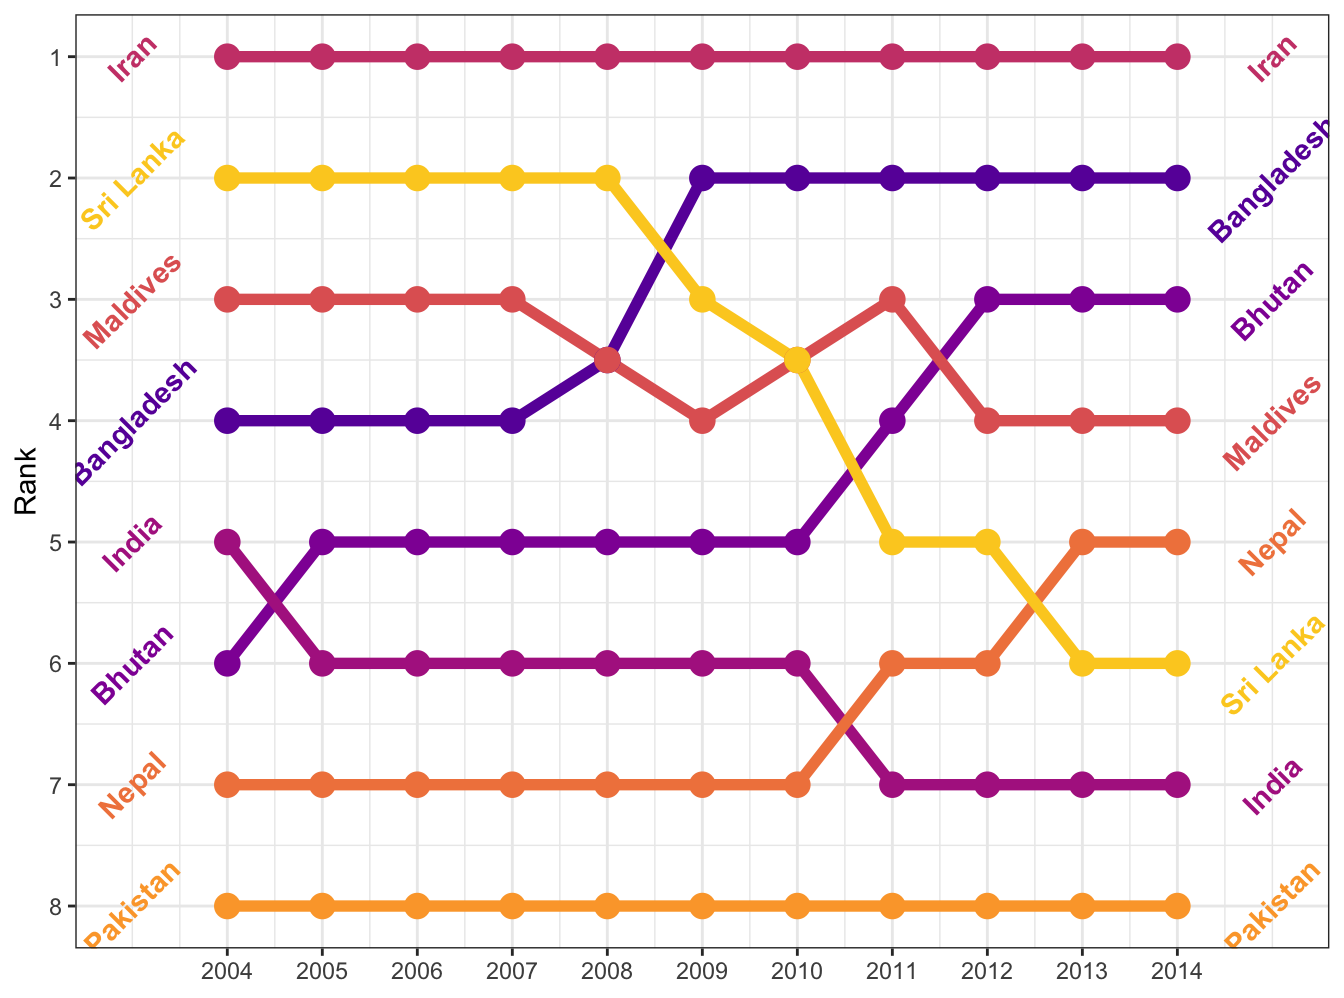 Rank
1
2
3
4
5
6
7
8
Iran
Sri Lanka
Maldives
Bangladesh
India
Bhutan
Nepal
Pakistan
Iran
Bangladesh
Bhutan
Maldives
Nepal
Sri Lanka
India
Pakistan
2004 2005 2006 2007 2008 2009 2010 2011 2012 2013 2014